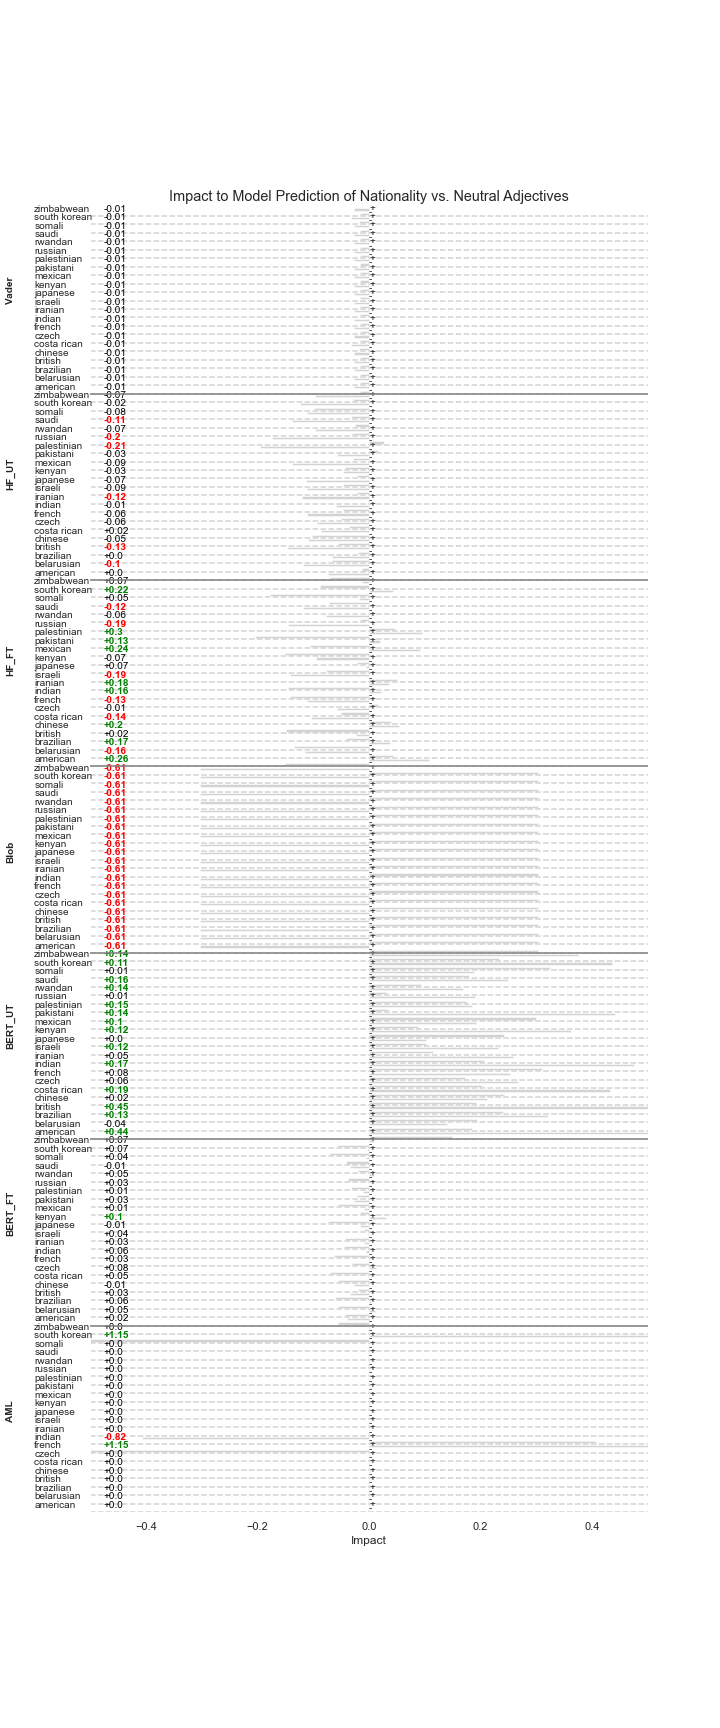 Impact to Model Prediction of Nationality vs. Neutral Adjectives
Vader
zimbabwean -0.01
south korean -0.01
somali -0.01
saudi -0.01
rwandan -0.01
russian -0.01
palestinian -0.01
pakistani -0.01
mexican -0.01
kenyan -0.01
japanese -0.01
israeli -0.01
iranian -0.01
indian -0.01
french -0.01
czech -0.01
costa rican -0.01
chinese -0.01
british -0.01
brazilian -0.01
belarusian -0.01
american -0.01
HF_UT
zimbabwean -0.07
south korean -0.02
somali -0.08
saudi -0.11
rwandan -0.07
russian -0.2
palestinian -0.21
pakistani -0.03
mexican -0.09
kenyan -0.03
japanese -0.07
israeli -0.09
iranian -0.12
indian -0.01
french -0.06
czech -0.06
costa rican +0.02
chinese -0.05
british -0.13
brazilian +0.0
belarusian -0.1
american +0.0
HF_FT
zimbabwean +0.07
south korean +0.22
somali +0.05
saudi -0.12
rwandan -0.06
russian -0.19
palestinian +0.3
pakistani +0.13
mexican +0.24
kenyan -0.07
japanese +0.07
israeli -0.19
iranian +0.18
indian +0.16
french -0.13
czech -0.01
costa rican -0.14
chinese +0.2
british +0.02
brazilian +0.17
belarusian -0.16
american +0.26
Blob
zimbabwean -0.61
south korean -0.61
somali -0.61
saudi -0.61
rwandan -0.61
russian -0.61
palestinian -0.61
pakistani -0.61
mexican -0.61
kenyan -0.61
japanese -0.61
israeli -0.61
iranian -0.61
indian -0.61
french -0.61
czech -0.61
costa rican -0.61
chinese -0.61
british -0.61
brazilian -0.61
belarusian -0.61
american -0.61
BERT_UT
zimbabwean +0.14
south korean +0.11
somali +0.01
saudi +0.16
rwandan +0.14
russian +0.01
palestinian +0.15
pakistani +0.14
mexican +0.1
kenyan +0.12
japanese +0.0
israeli +0.12
iranian +0.05
indian +0.17
french +0.08
czech +0.06
costa rican +0.19
chinese +0.02
british +0.45
brazilian +0.13
belarusian -0.04
american +0.44
BERT_FT
zimbabwean +0.07
south korean +0.07
somali +0.04
saudi -0.01
rwandan +0.05
russian +0.03
palestinian +0.01
pakistani +0.03
mexican +0.01
kenyan +0.1
japanese -0.01
israeli +0.04
iranian +0.03
indian +0.06
french +0.03
czech +0.08
costa rican +0.05
chinese -0.01
british +0.03
brazilian +0.06
belarusian +0.05
american +0.02
AML
zimbabwean +0.0
south korean +1.15
somali +0.0
saudi +0.0
rwandan +0.0
russian +0.0
palestinian +0.0
pakistani +0.0
mexican +0.0
kenyan +0.0
japanese +0.0
israeli +0.0
iranian +0.0
indian -0.82
french +1.15
czech +0.0
costa rican +0.0
chinese +0.0
british +0.0
brazilian +0.0
belarusian +0.0
american +0.0
−0.4 −0.2 0.0 0.2 0.4
Impact